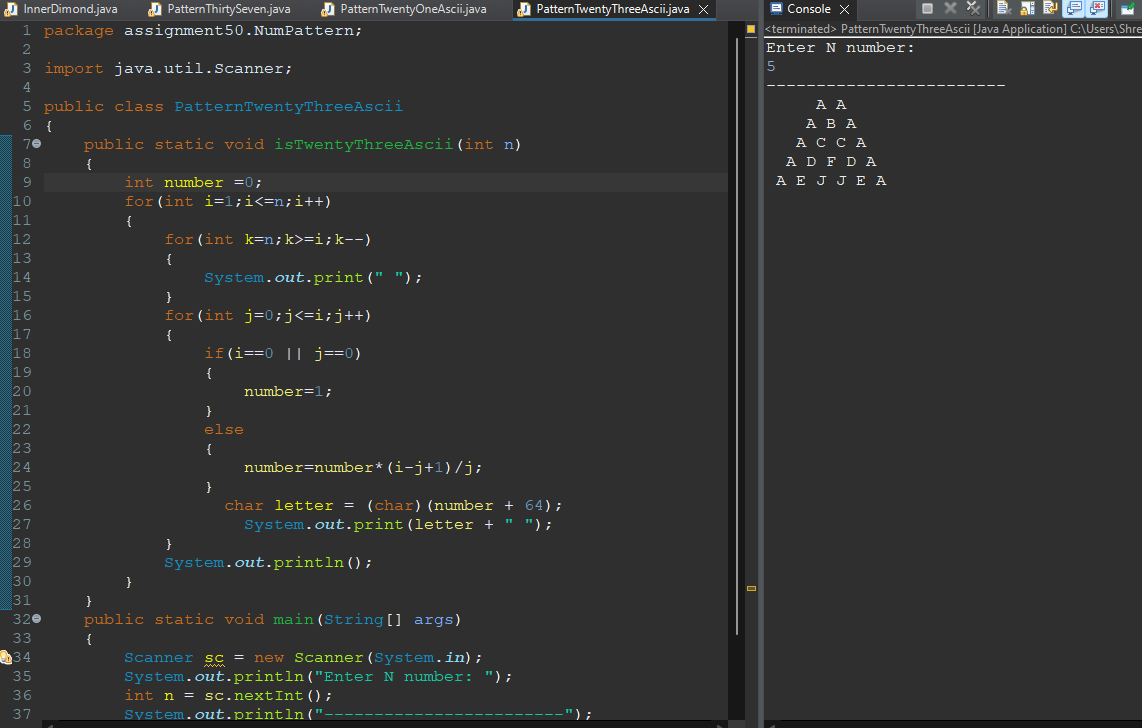 InnerDimond.java PatternThirtySeven.java PatternTwentyOneAscii.java PatternTwentyThreeAscii.java
1 package assignment50.NumPattern;
2
3 import java.util.Scanner;
4
5 public class PatternTwentyThreeAscii
6 {
7 public static void isTwentyThreeAscii(int n)
8 {
9 int number =0;
10 for(int i=1;i<=n;i++)
11 {
12 for(int k=n;k>=i;k--)
13 {
14 System.out.print(" ");
15 }
16 for(int j=0;j<=i;j++)
17 {
18 if(i==0 || j==0)
19 {
20 number=1;
21 }
22 else
23 {
24 number=number*(i-j+1)/j;
25 }
26 char letter = (char)(number + 64);
27 System.out.print(letter + " ");
28 }
29 System.out.println();
30 }
31 }
32 public static void main(String[] args)
33 {
34 Scanner sc = new Scanner(System.in);
35 System.out.println("Enter N number: ");
36 int n = sc.nextInt();
37 System.out.println("------------------------");
Console
<terminated> PatternTwentyThreeAscii [Java Application] C:\Users\Shre
Enter N number:
5
------------------------
A A
A B A
A C C A
A D F D A
A E J J E A